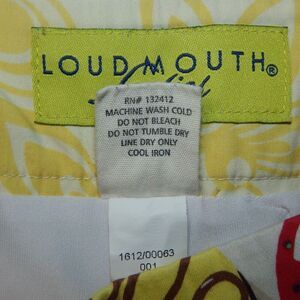 LOUDMOUTH®
RN# 132412
MACHINE WASH COLD
DO NOT BLEACH
DO NOT TUMBLE DRY
LINE DRY ONLY
COOL IRON
1612/00063
001